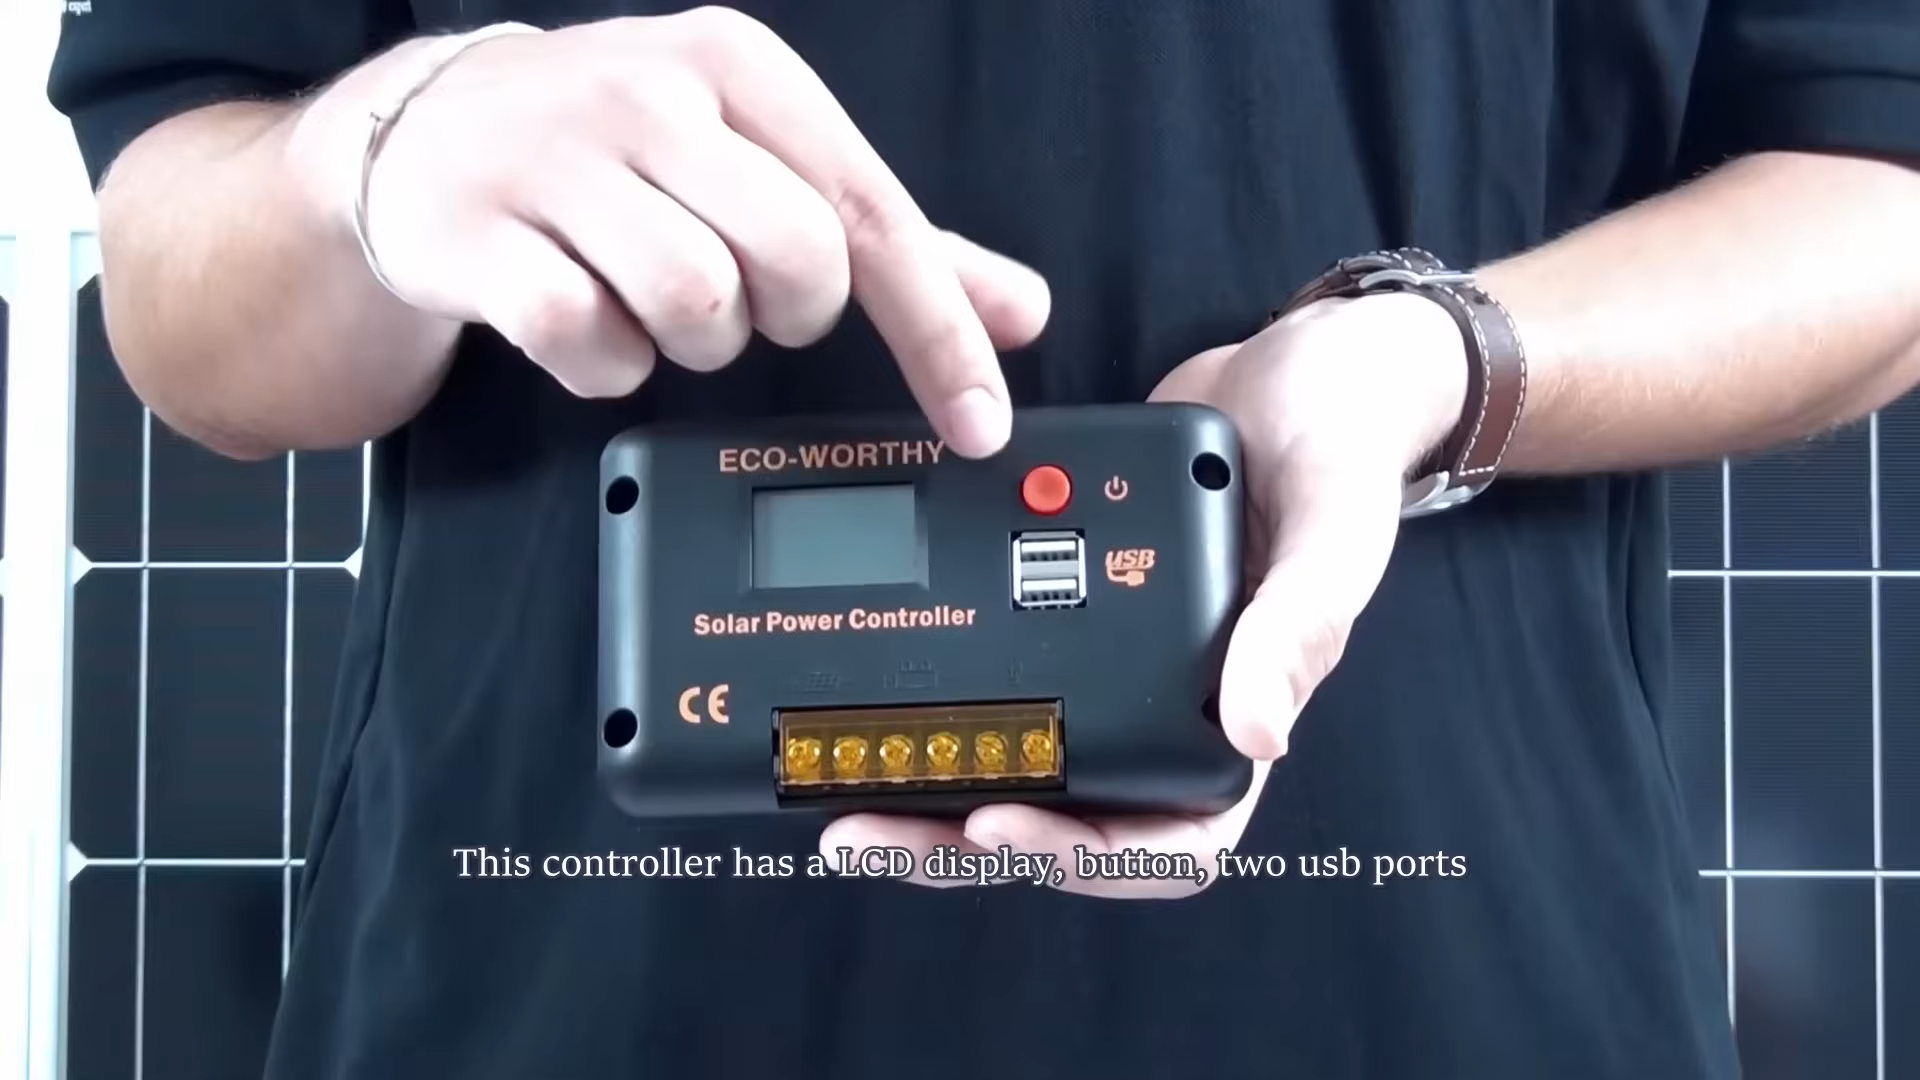 ECO-WORTHY
USB
Solar Power Controller
CE
This controller has a LCD display, button, two usb ports